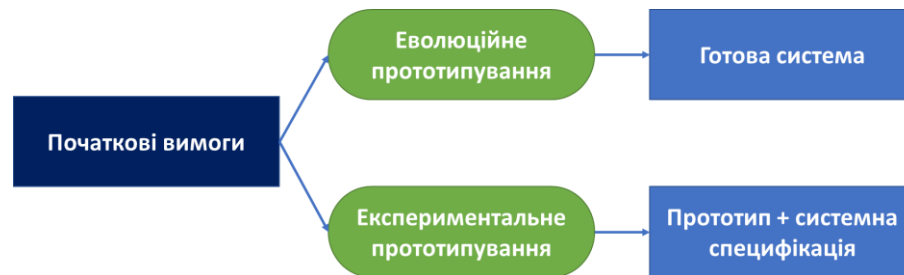 Еволюційне
прототипування
Готова система
Початкові вимоги
Експериментальне
прототипування
Прототип + системна
специфікація